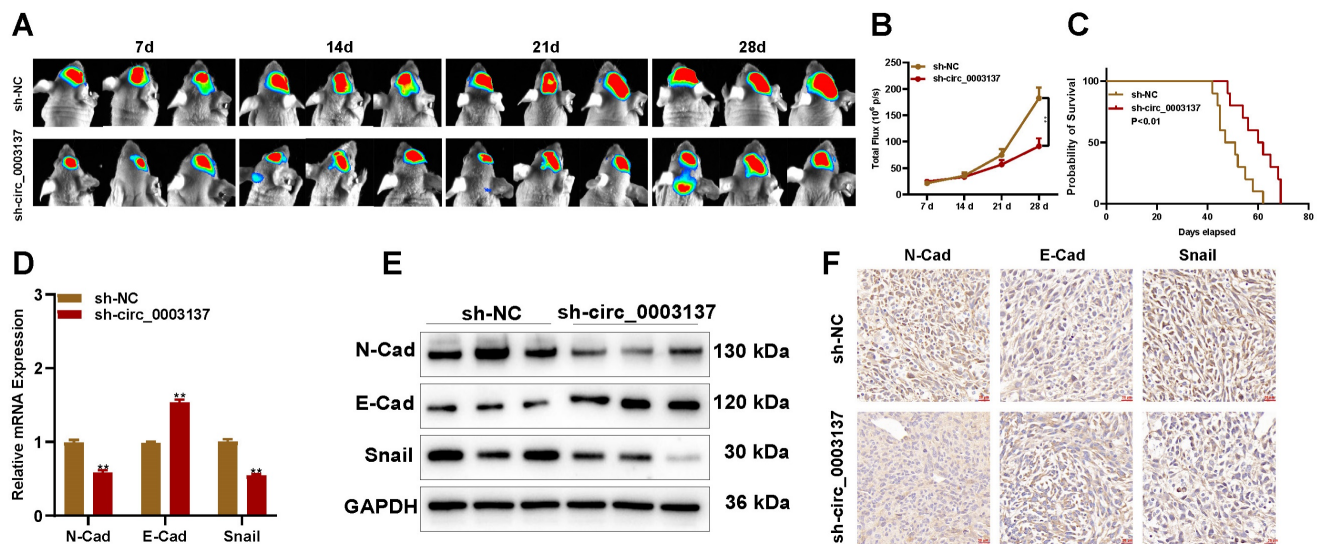 A
7d
14d
21d
28d
sh-NC
sh-circ_0003137
B
sh-NC
sh-circ_0003137
Total Flux (10⁶ p/s)
250
200
150
100
50
0
**
7 d
14 d
21 d
28 d
C
Probability of Survival
100
50
0
sh-NC
sh-circ_0003137
P<0.01
0
20
40
60
80
Days elapsed
D
Relative mRNA Expression
3
2
1
0
sh-NC
sh-circ_0003137
**
**
**
N-Cad
E-Cad
Snail
E
sh-NC
sh-circ_0003137
N-Cad
130 kDa
E-Cad
120 kDa
Snail
30 kDa
GAPDH
36 kDa
F
N-Cad
E-Cad
Snail
sh-NC
sh-circ_0003137